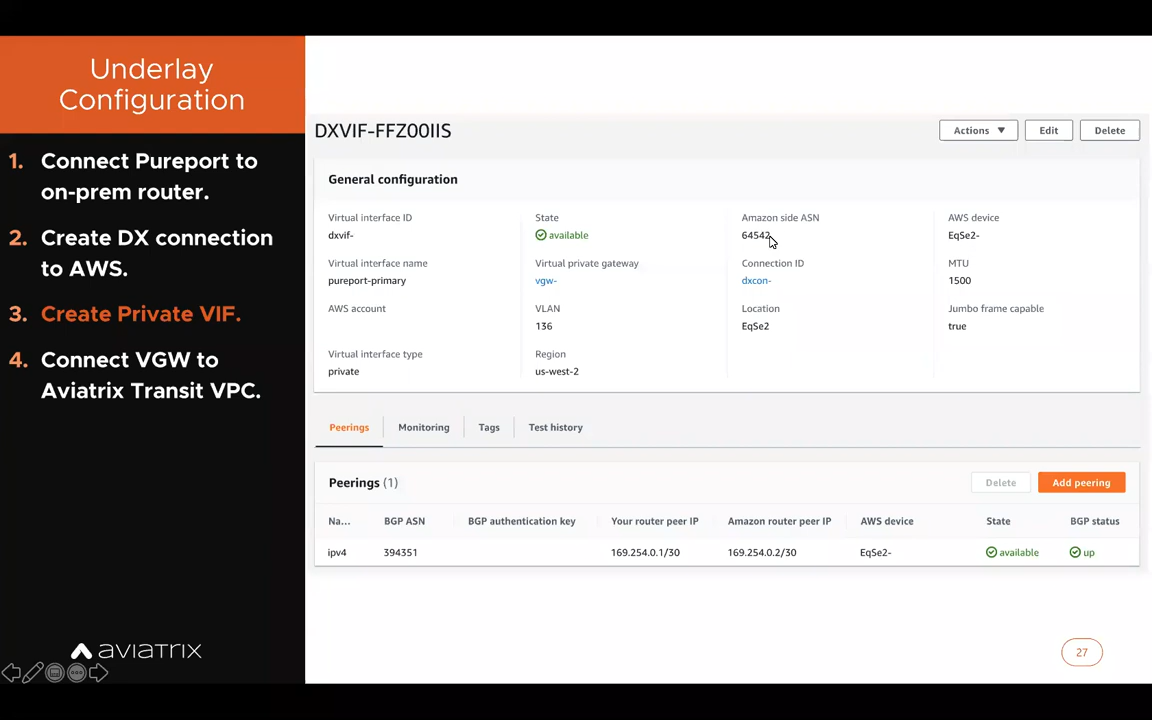 Underlay
Configuration
1. Connect Pureport to
on-prem router.
2. Create DX connection
to AWS.
3. Create Private VIF.
4. Connect VGW to
Aviatrix Transit VPC.
AVIATRIX
DXVIF-FFZ00IIS
Actions ▼ Edit Delete
General configuration
Virtual interface ID State Amazon side ASN AWS device
dxvif- available 64542 EqSe2-
Virtual interface name Virtual private gateway Connection ID MTU
pureport-primary vgw- dxcon- 1500
AWS account VLAN Location Jumbo frame capable
136 EqSe2 true
Virtual interface type Region
private us-west-2
Peerings Monitoring Tags Test history
Peerings (1) Delete Add peering
Na... BGP ASN BGP authentication key Your router peer IP Amazon router peer IP AWS device State BGP status
ipv4 394351 169.254.0.1/30 169.254.0.2/30 EqSe2- available up
27